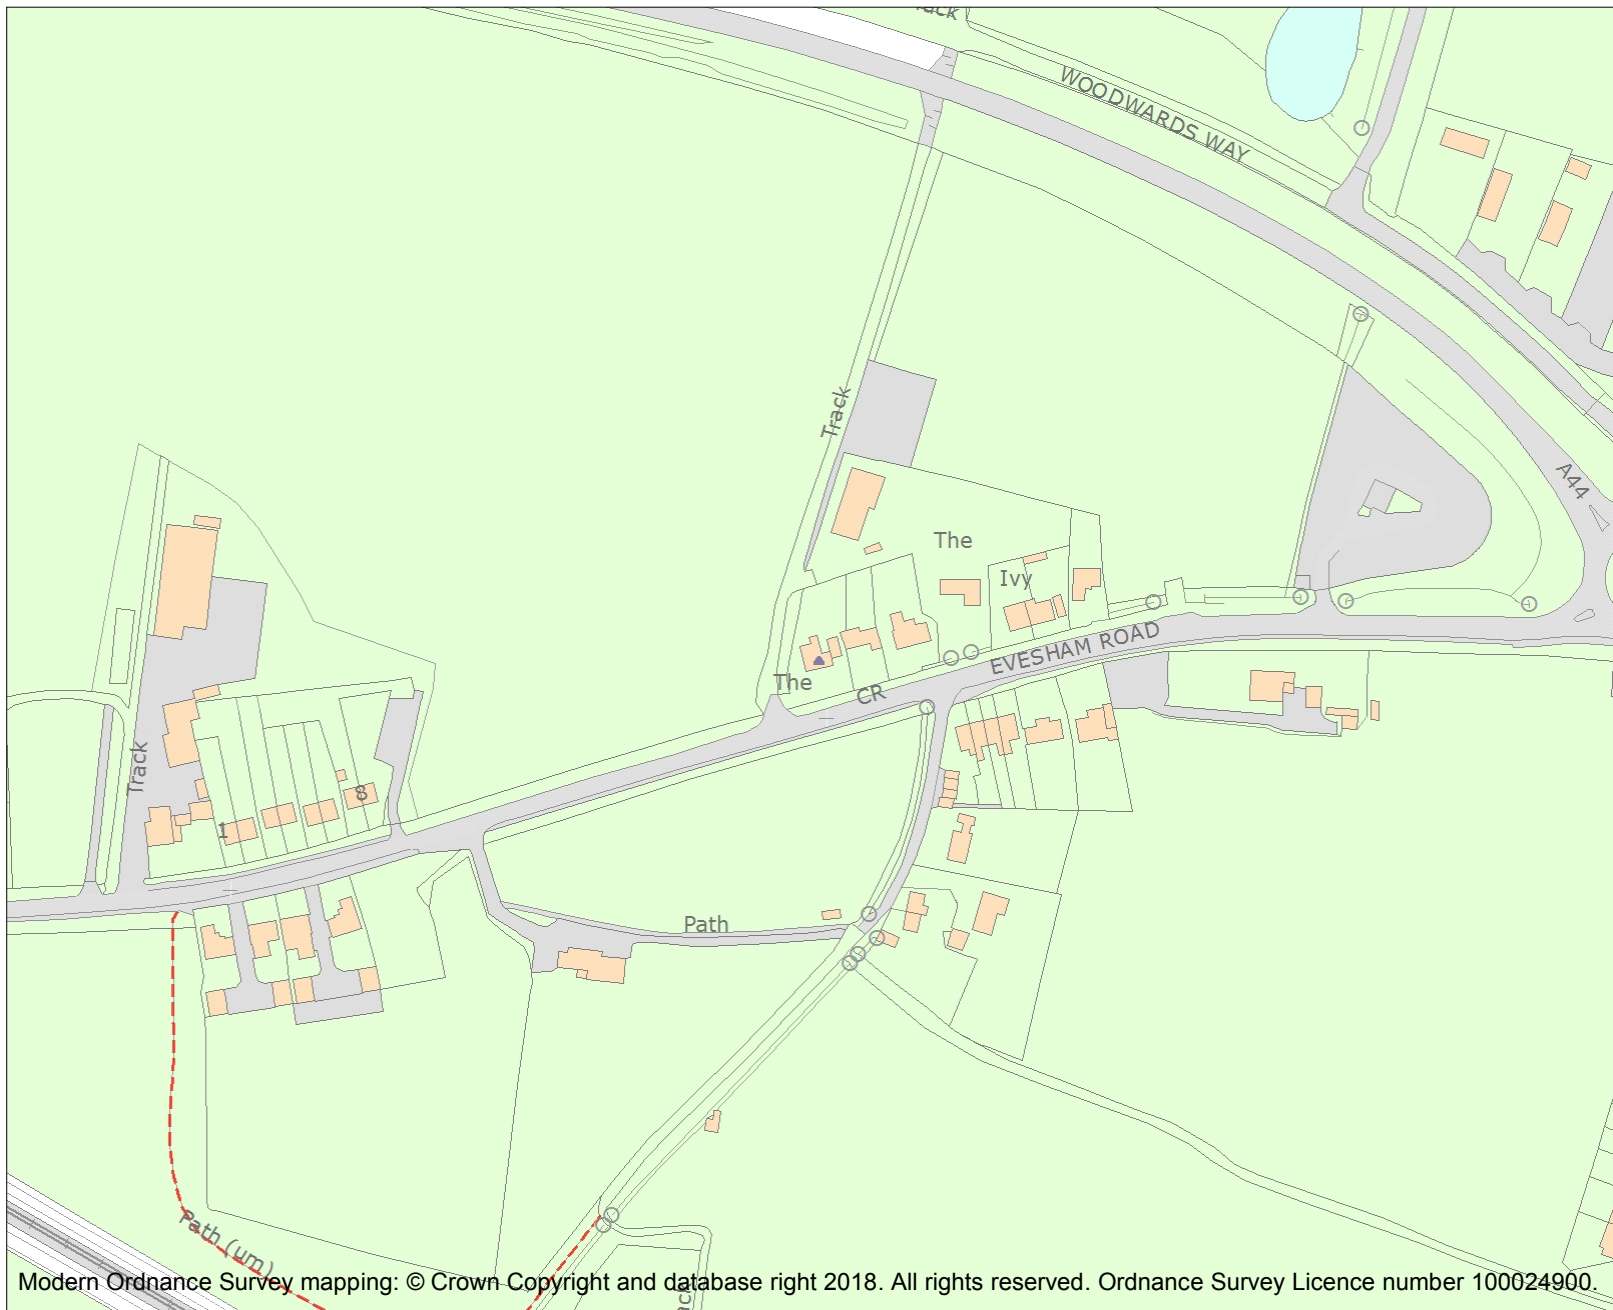 WOODWARDS WAY
A44
Track
The
Ivy
EVESHAM ROAD
The
CR
Track
8
1
Path
Path (um)
Modern Ordnance Survey mapping: © Crown Copyright and database right 2018. All rights reserved. Ordnance Survey Licence number 100024900.